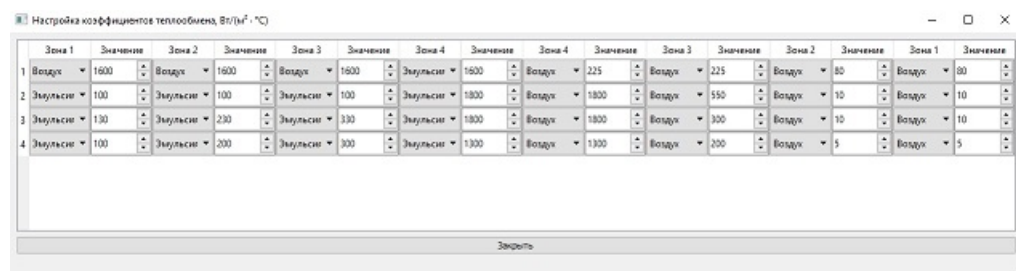 Настройка коэффициентов теплообмена, Вт/(м² · °С)
Зона 1 Значение Зона 2 Значение Зона 3 Значение Зона 4 Значение Зона 4 Значение Зона 3 Значение Зона 2 Значение Зона 1 Значение
1 Воздух 1600 Воздух 1600 Воздух 1600 Эмульсия 1600 Воздух 225 Воздух 225 Воздух 80 Воздух 80
2 Эмульсия 100 Эмульсия 100 Эмульсия 100 Эмульсия 1800 Воздух 1800 Воздух 550 Воздух 10 Воздух 10
3 Эмульсия 130 Эмульсия 230 Эмульсия 330 Эмульсия 1800 Воздух 1800 Воздух 300 Воздух 10 Воздух 10
4 Эмульсия 100 Эмульсия 200 Эмульсия 300 Эмульсия 1300 Воздух 1300 Воздух 200 Воздух 5 Воздух 5
Закрыть